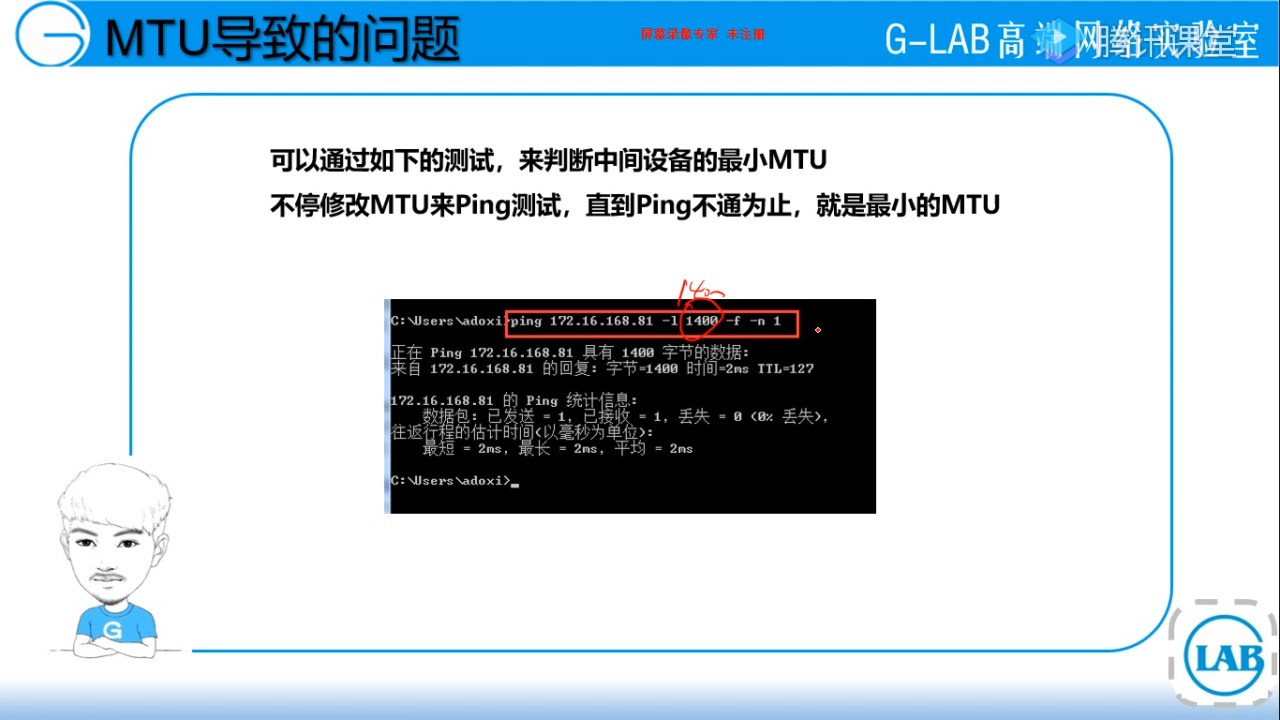 MTU导致的问题
屏幕录像专家 未注册
G-LAB高端网络实验室
腾讯课堂
可以通过如下的测试，来判断中间设备的最小MTU
不停修改MTU来Ping测试，直到Ping不通为止，就是最小的MTU
1400
C:\Users\adoxi>ping 172.16.168.81 -l 1400 -f -n 1
正在 Ping 172.16.168.81 具有 1400 字节的数据:
来自 172.16.168.81 的回复: 字节=1400 时间=2ms TTL=127
172.16.168.81 的 Ping 统计信息:
数据包: 已发送 = 1，已接收 = 1，丢失 = 0 (0% 丢失)，
往返行程的估计时间(以毫秒为单位):
最短 = 2ms，最长 = 2ms，平均 = 2ms
C:\Users\adoxi>
G
LAB